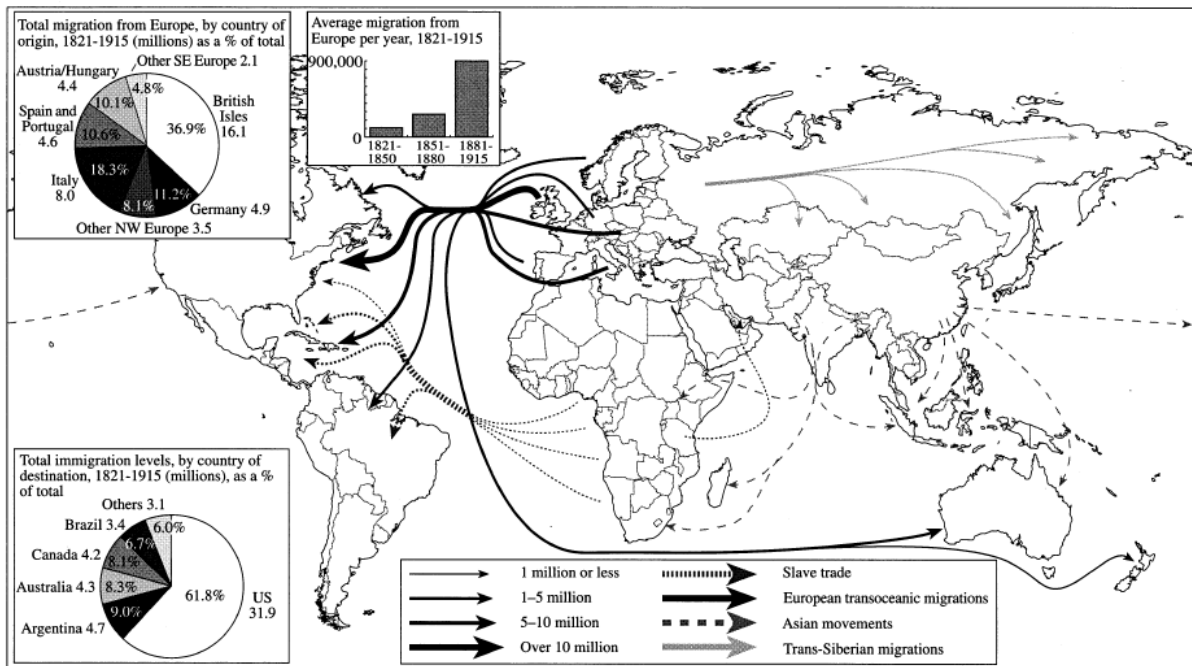 Total migration from Europe, by country of
origin, 1821-1915 (millions) as a % of total
Other SE Europe 2.1
Austria/Hungary
4.4
4.8%
10.1%
Spain and
Portugal
4.6
10.6%
British
Isles
16.1
36.9%
18.3%
Italy
8.0
11.2%
8.1%
Germany 4.9
Other NW Europe 3.5
Average migration from
Europe per year, 1821-1915
900,000
0
1821-
1850
1851-
1880
1881-
1915
Total immigration levels, by country of
destination, 1821-1915 (millions), as a %
of total
Others 3.1
6.0%
Brazil 3.4
6.7%
Canada 4.2
8.1%
Australia 4.3
8.3%
61.8%
US
31.9
9.0%
Argentina 4.7
1 million or less
1–5 million
5–10 million
Over 10 million
Slave trade
European transoceanic migrations
Asian movements
Trans-Siberian migrations